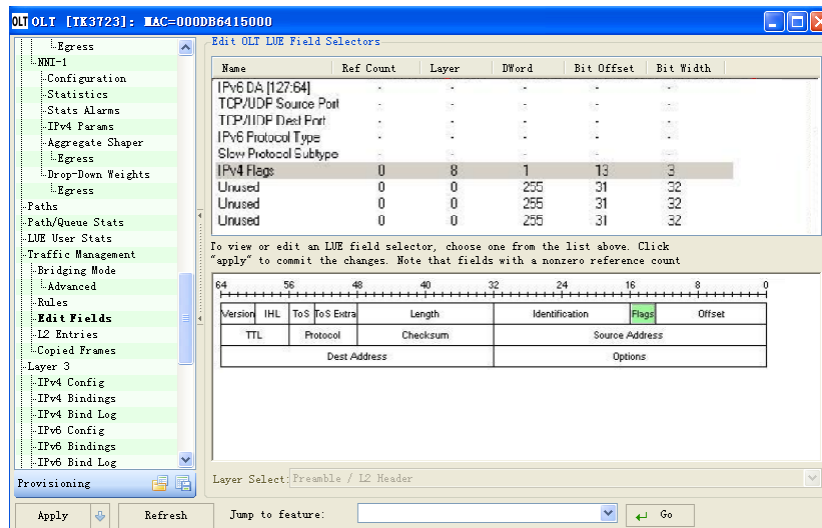 OLT OLT [TK3723]: MAC=000DB6415000
Egress
NNI-1
Configuration
Statistics
Stats Alarms
IPv4 Params
Aggregate Shaper
Egress
Drop-Down Weights
Egress
Paths
Path/Queue Stats
LUE User Stats
Traffic Management
Bridging Mode
Advanced
Rules
Edit Fields
L2 Entries
Copied Frames
Layer 3
IPv4 Config
IPv4 Bindings
IPv4 Bind Log
IPv6 Config
IPv6 Bindings
IPv6 Bind Log
Provisioning
Edit OLT LUE Field Selectors
Name Ref Count Layer DWord Bit Offset Bit Width
IPv6 DA [127:64] - - - - -
TCP/UDP Source Port - - - - -
TCP/UDP Dest Port - - - - -
IPv6 Protocol Type - - - - -
Slow Protocol Subtype - - - - -
IPv4 Flags 0 8 1 13 3
Unused 0 0 255 31 32
Unused 0 0 255 31 32
Unused 0 0 255 31 32
To view or edit an LUE field selector, choose one from the list above. Click
"apply" to commit the changes. Note that fields with a nonzero reference count
64 56 48 40 32 24 16 8 0
Version IHL ToS ToS Extra Length Identification Flags Offset
TTL Protocol Checksum Source Address
Dest Address Options
Layer Select: Preamble / L2 Header
Apply Refresh Jump to feature: Go